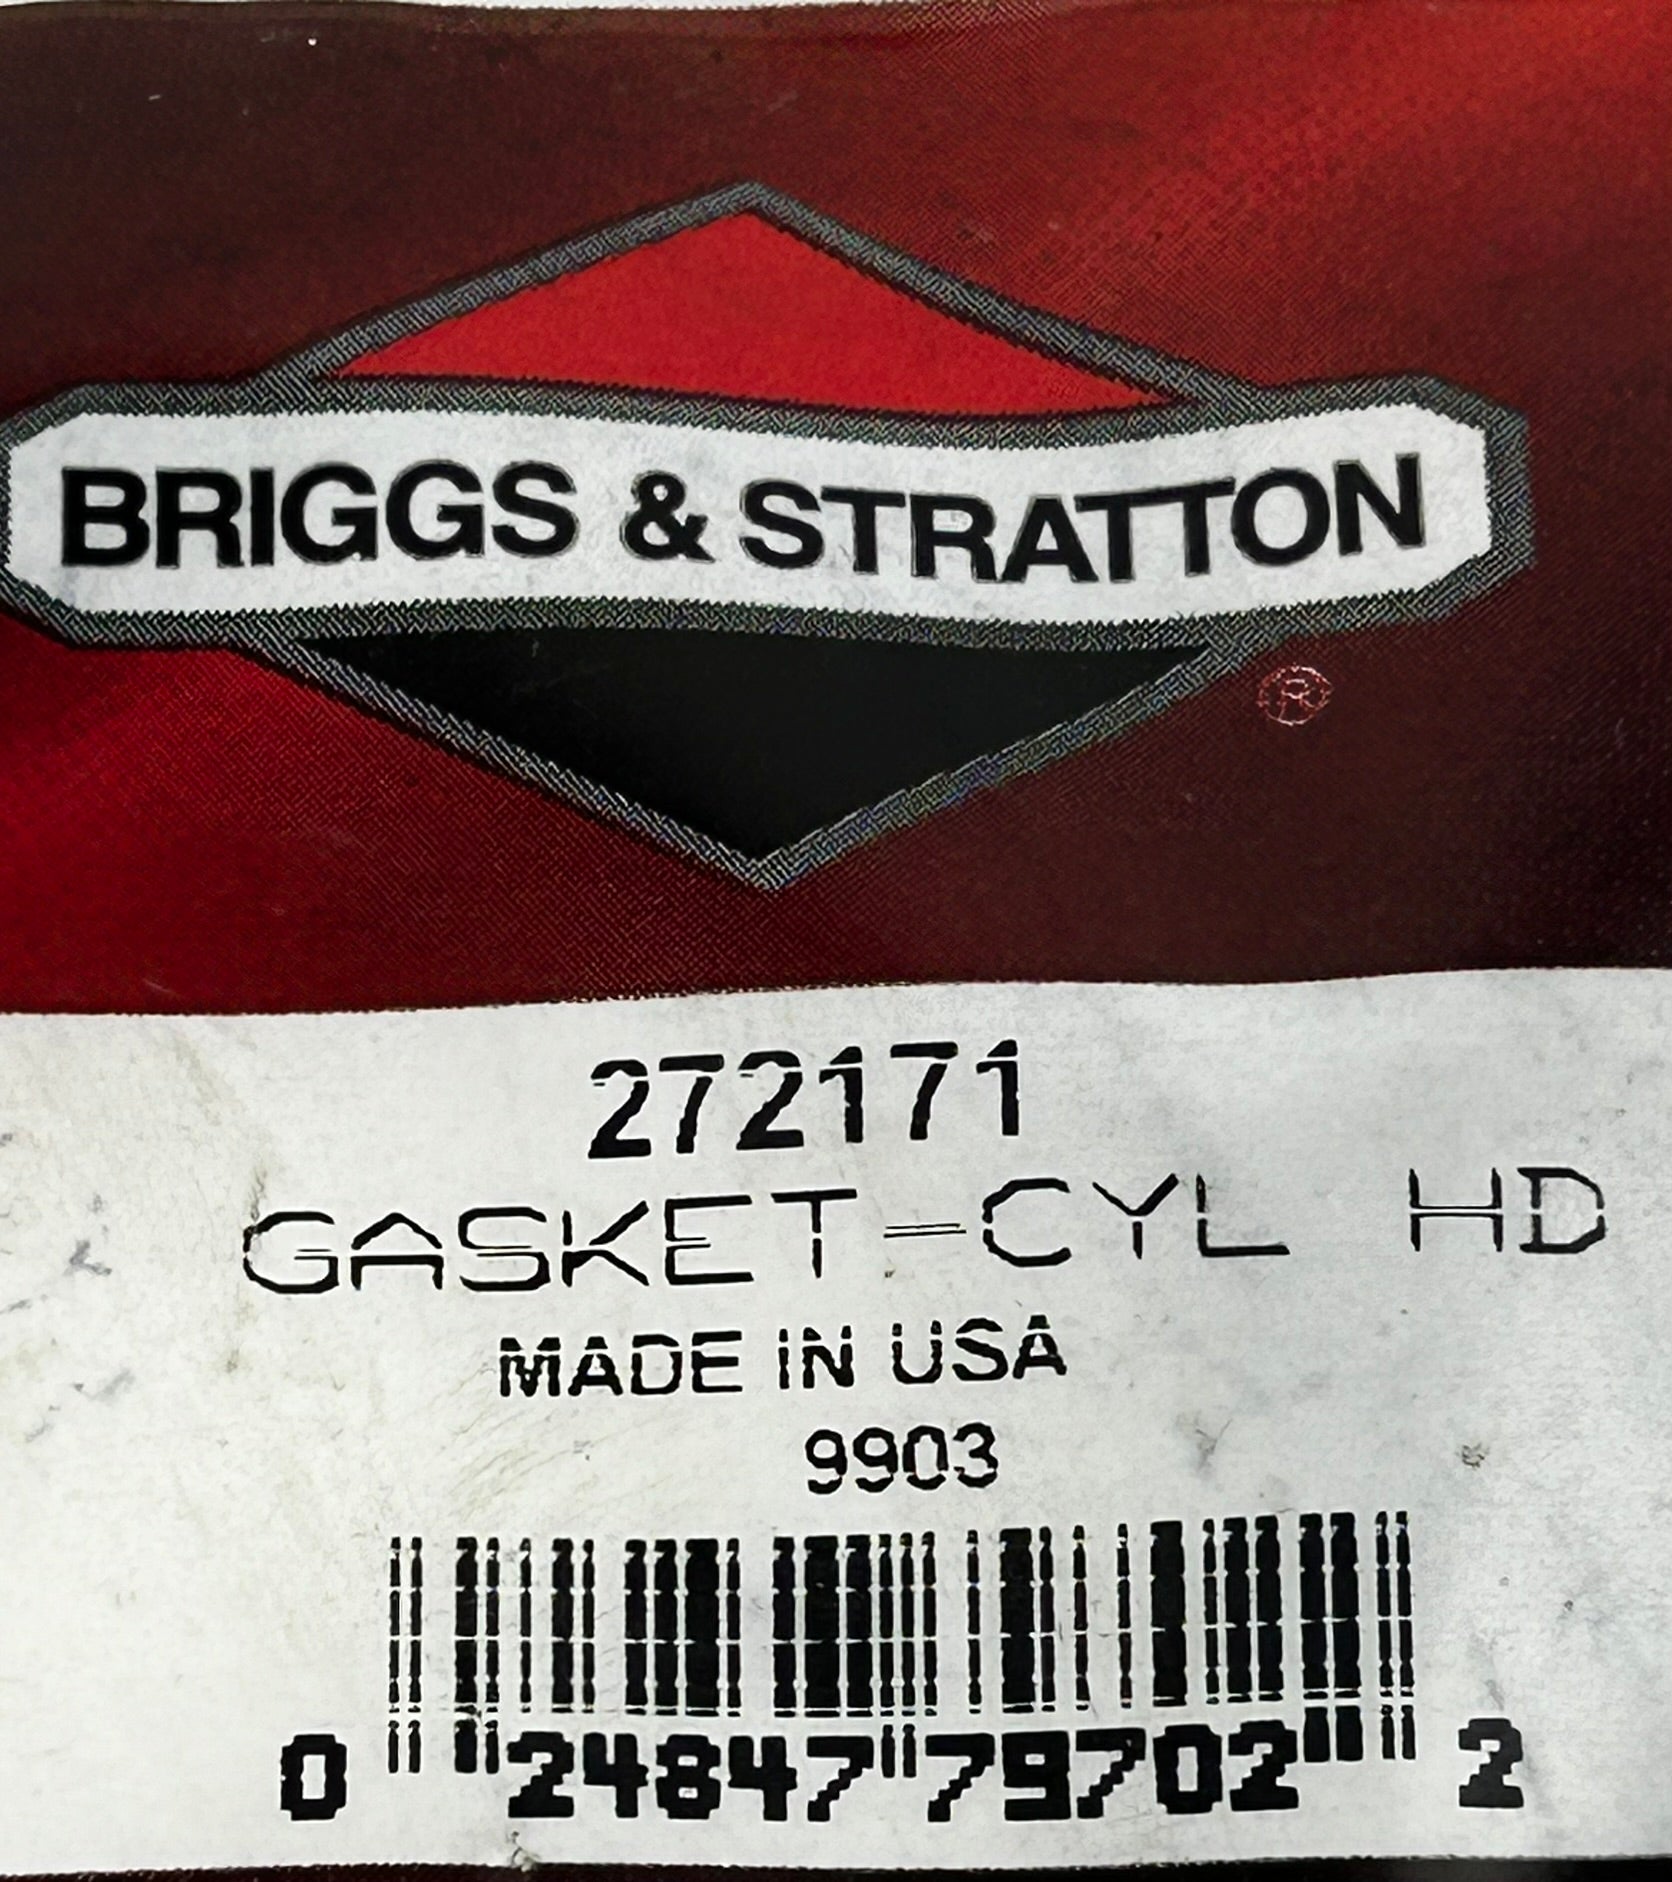 BRIGGS & STRATTON
®
272171
GASKET-CYL HD
MADE IN USA
9903
0 24847 79702 2